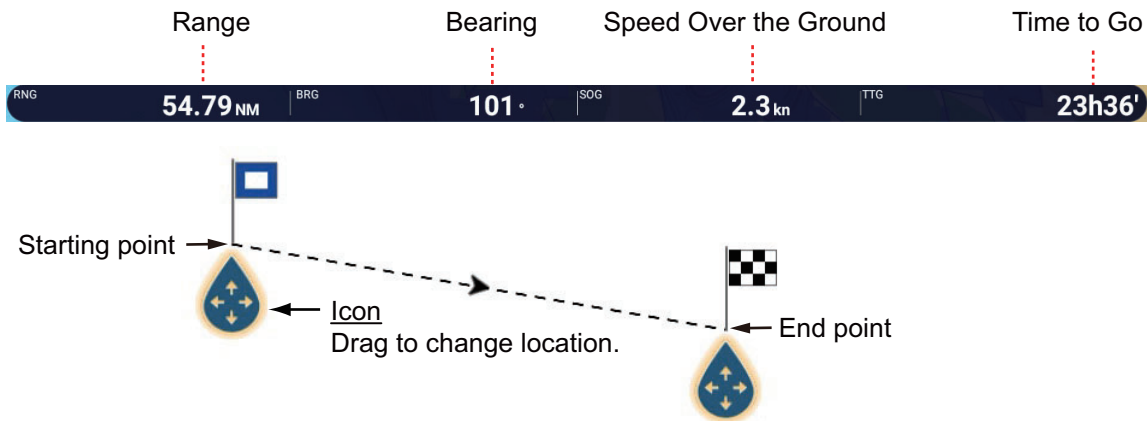 Range Bearing Speed Over the Ground Time to Go
RNG 54.79 NM BRG 101 ° SOG 2.3 kn TTG 23h36'
Starting point
Icon
Drag to change location.
End point